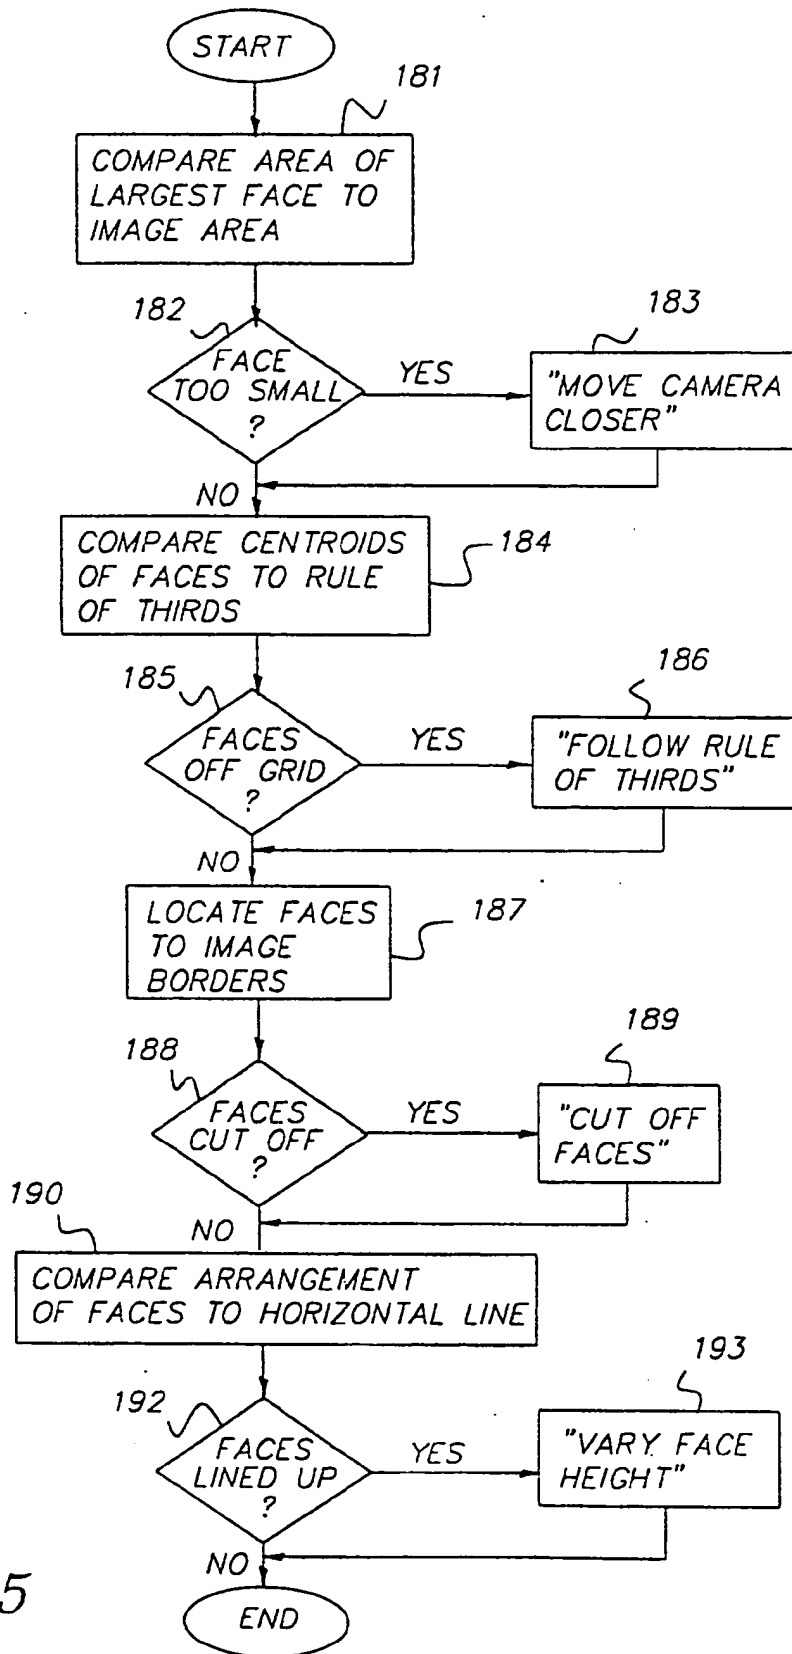 START
181
COMPARE AREA OF
LARGEST FACE TO
IMAGE AREA
182
FACE
TOO SMALL
?
YES
183
"MOVE CAMERA
CLOSER"
NO
COMPARE CENTROIDS
OF FACES TO RULE
OF THIRDS
184
185
FACES
OFF GRID
?
YES
186
"FOLLOW RULE
OF THIRDS"
NO
LOCATE FACES
TO IMAGE
BORDERS
187
188
FACES
CUT OFF
?
YES
189
"CUT OFF
FACES"
NO
190
COMPARE ARRANGEMENT
OF FACES TO HORIZONTAL LINE
192
FACES
LINED UP
?
YES
193
"VARY FACE
HEIGHT"
NO
END
5